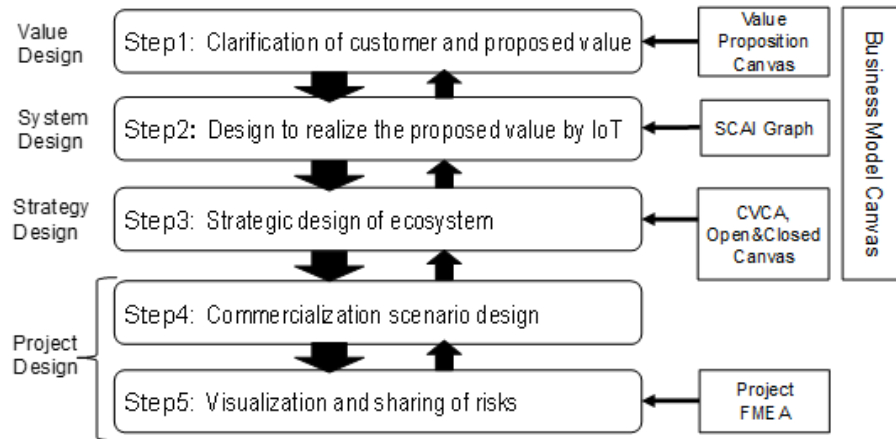 Value
Design
Step1: Clarification of customer and proposed value
Value
Proposition
Canvas
System
Design
Step2: Design to realize the proposed value by IoT
SCAI Graph
Strategy
Design
Step3: Strategic design of ecosystem
CVCA,
Open&Closed
Canvas
Business Model Canvas
Project
Design
Step4: Commercialization scenario design
Step5: Visualization and sharing of risks
Project
FMEA